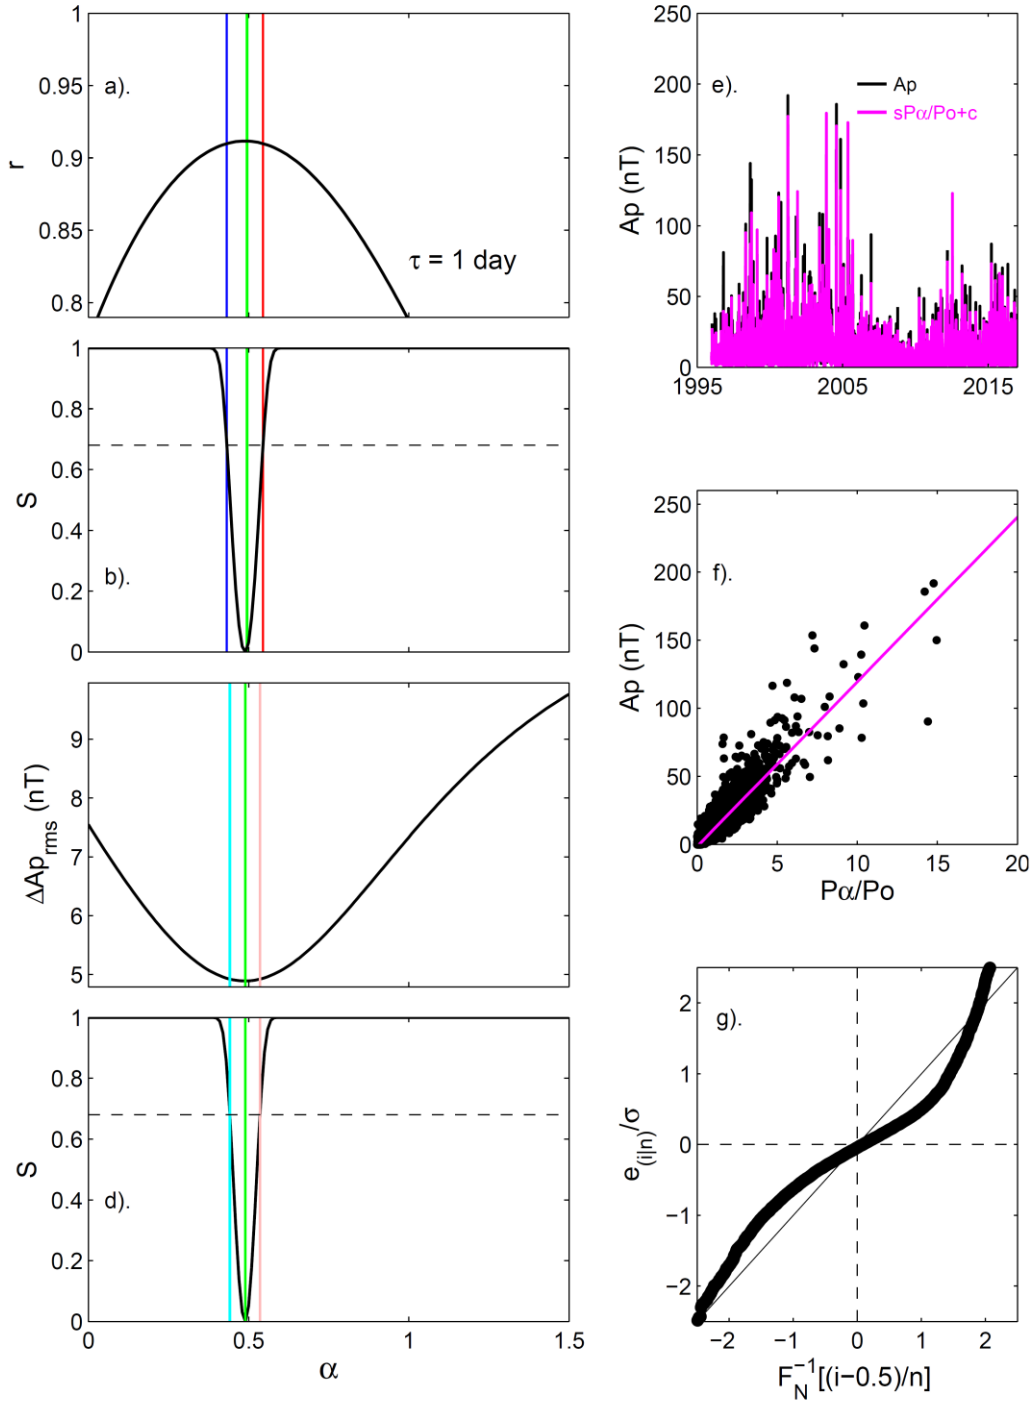 1
0.95
0.9
0.85
0.8
r
a).
τ = 1 day
1
0.8
0.6
0.4
0.2
0
S
b).
9
8
7
6
5
ΔAp_rms (nT)
1
0.8
0.6
0.4
0.2
0
S
d).
0 0.5 1 1.5
α
250
200
150
100
50
0
Ap (nT)
e).
Ap
sPα/Po+c
1995 2005 2015
250
200
150
100
50
0
Ap (nT)
f).
0 5 10 15 20
Pα/Po
2
1
0
−1
−2
e_(i|n)/σ
g).
−2 −1 0 1 2
F_N^−1[(i−0.5)/n]